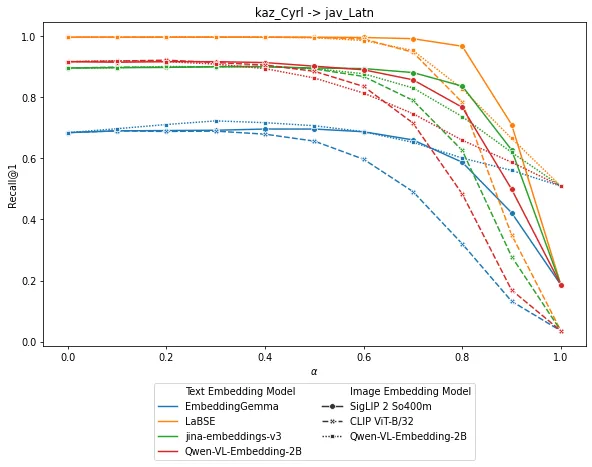 kaz_Cyrl -> jav_Latn
1.0
0.8
0.6
0.4
0.2
0.0
Recall@1
0.0 0.2 0.4 0.6 0.8 1.0
α
Text Embedding Model
EmbeddingGemma
LaBSE
jina-embeddings-v3
Qwen-VL-Embedding-2B
Image Embedding Model
SigLIP 2 So400m
CLIP ViT-B/32
Qwen-VL-Embedding-2B